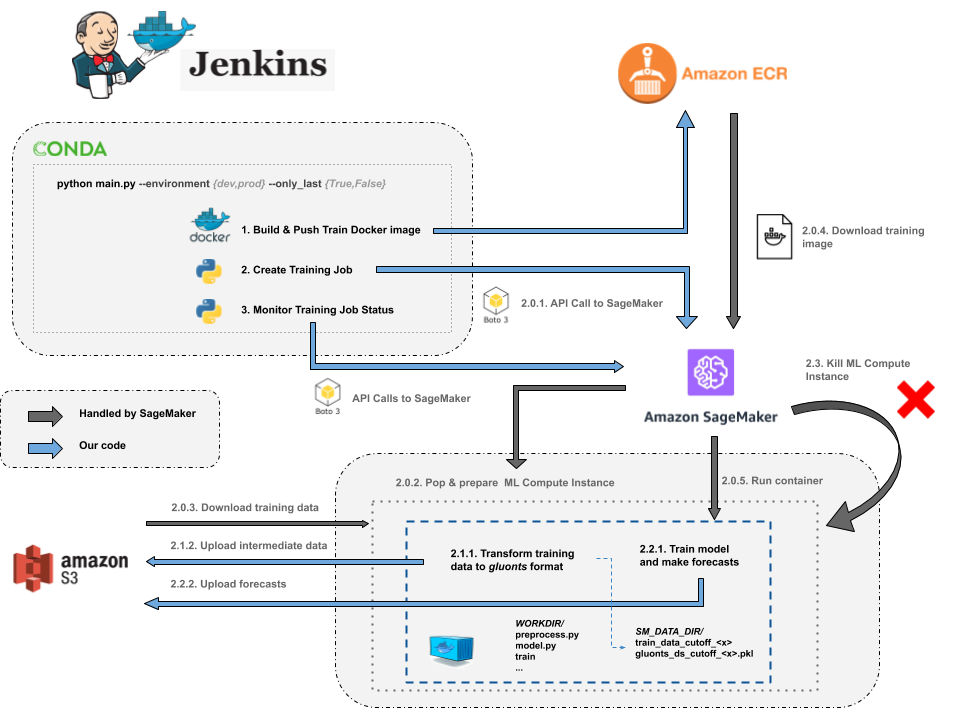 Jenkins
Amazon ECR
CONDA
python main.py --environment {dev,prod} --only_last {True,False}
docker
1. Build & Push Train Docker image
2. Create Training Job
3. Monitor Training Job Status
2.0.4. Download training
image
Boto 3
2.0.1. API Call to SageMaker
Boto 3
API Calls to SageMaker
Amazon SageMaker
2.3. Kill ML Compute
Instance
Handled by SageMaker
Our code
2.0.2. Pop & prepare ML Compute Instance
2.0.5. Run container
2.0.3. Download training data
2.1.2. Upload intermediate data
2.2.2. Upload forecasts
amazon
S3
2.1.1. Transform training
data to gluonts format
2.2.1. Train model
and make forecasts
WORKDIR/
preprocess.py
model.py
train
...
SM_DATA_DIR/
train_data_cutoff_<x>
gluonts_ds_cutoff_<x>.pkl